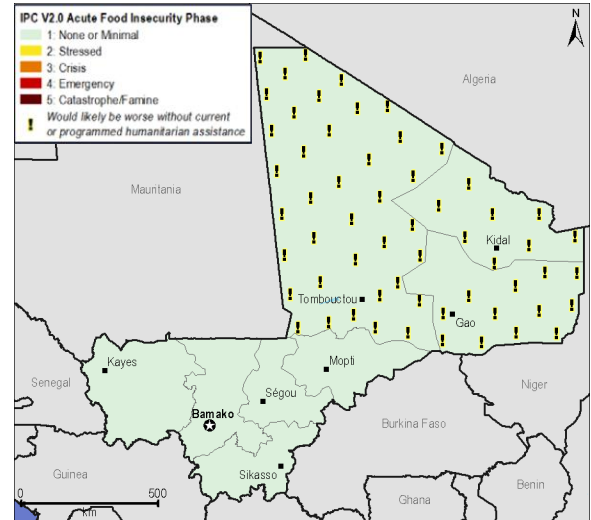 IPC V2.0 Acute Food Insecurity Phase
1: None or Minimal
2: Stressed
3: Crisis
4: Emergency
5: Catastrophe/Famine
! Would likely be worse without current
or programmed humanitarian assistance
N
Algeria
Mauritania
Kidal
Tombouctou
Gao
Kayes
Mopti
Senegal
Ségou
Niger
Bamako
Burkina Faso
Sikasso
Guinea
Benin
Ghana
0 500
km